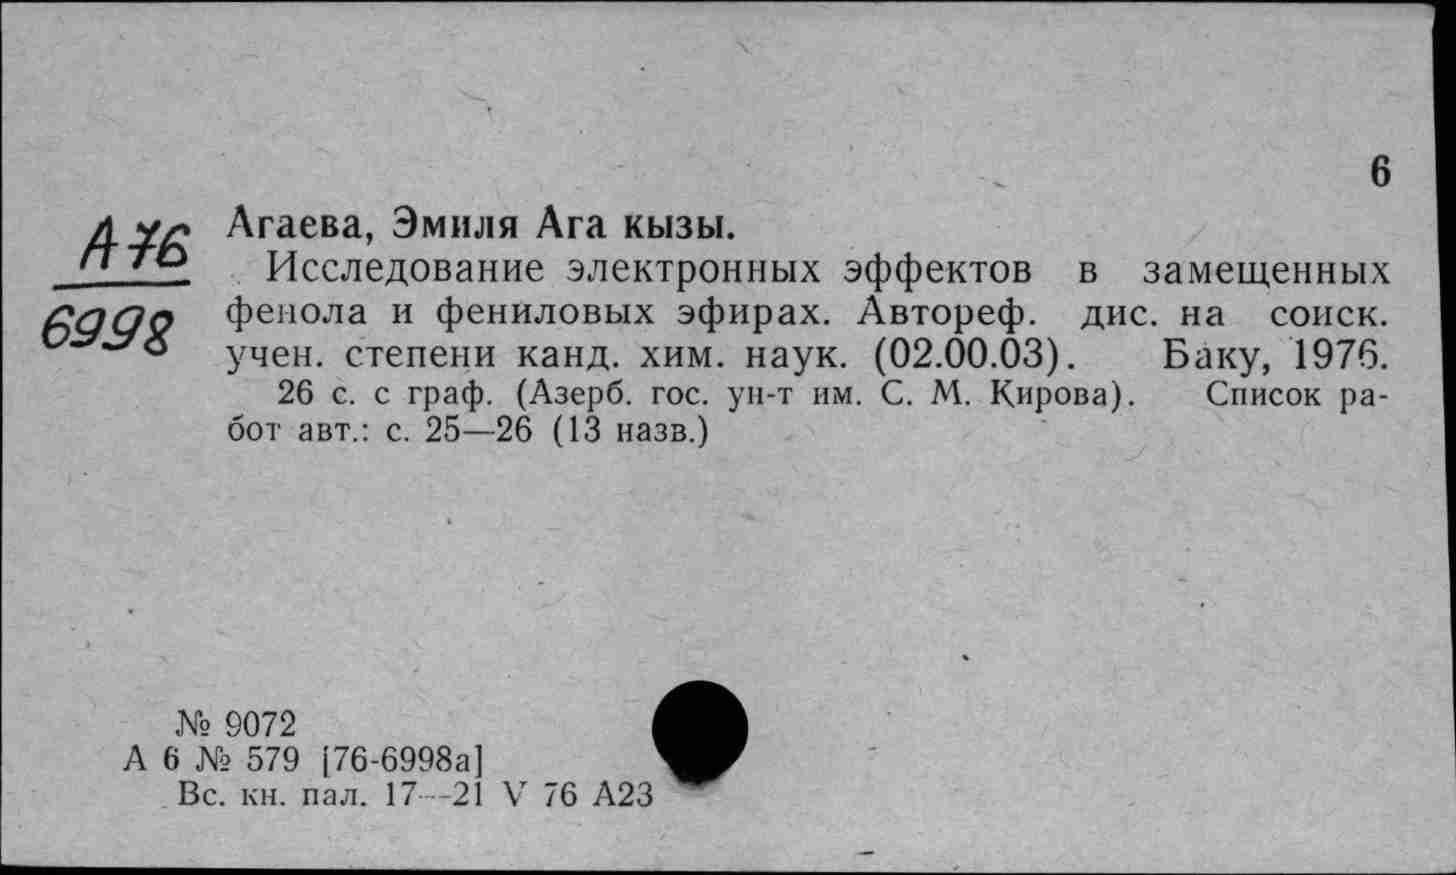 6
А76
6998
Агаева, Эмиля Ага кызы.
Исследование электронных эффектов в замещенных
фенола и фениловых эфирах. Автореф. дис. на соиск.
учен. степени канд. хим. наук. (02.00.03). Баку, 1976.
26 с. с граф. (Азерб. гос. ун-т им. С. М. Кирова). Список ра-
бот авт.: с. 25—26 (13 назв.)
№ 9072
А 6 № 579 [76-6998а]
Вс. кн. пал. 17—21 V 76 А23